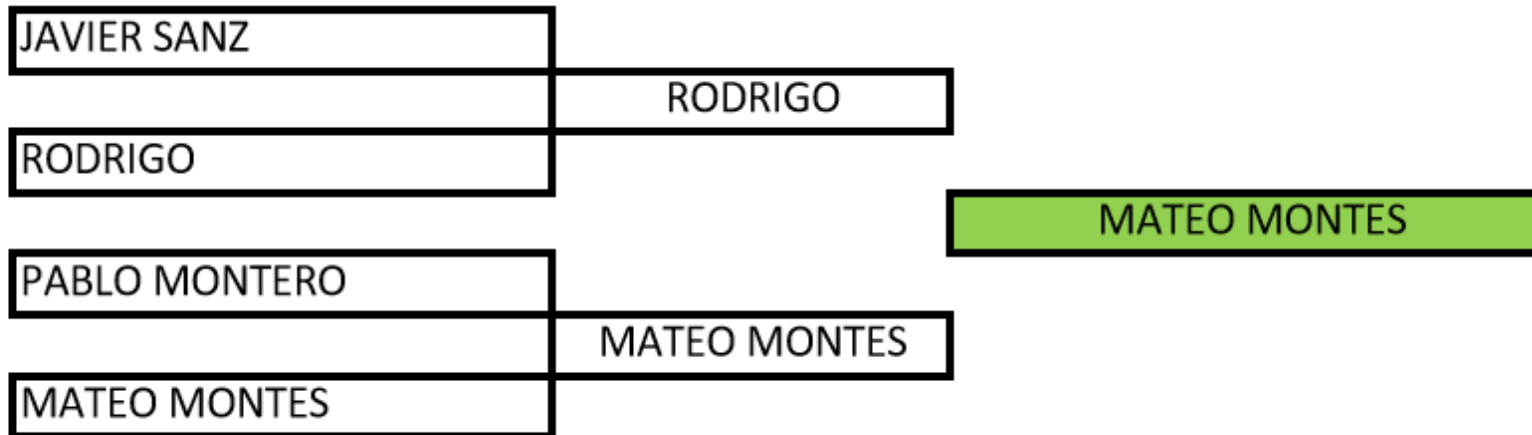 JAVIER SANZ
RODRIGO
RODRIGO
MATEO MONTES
PABLO MONTERO
MATEO MONTES
MATEO MONTES